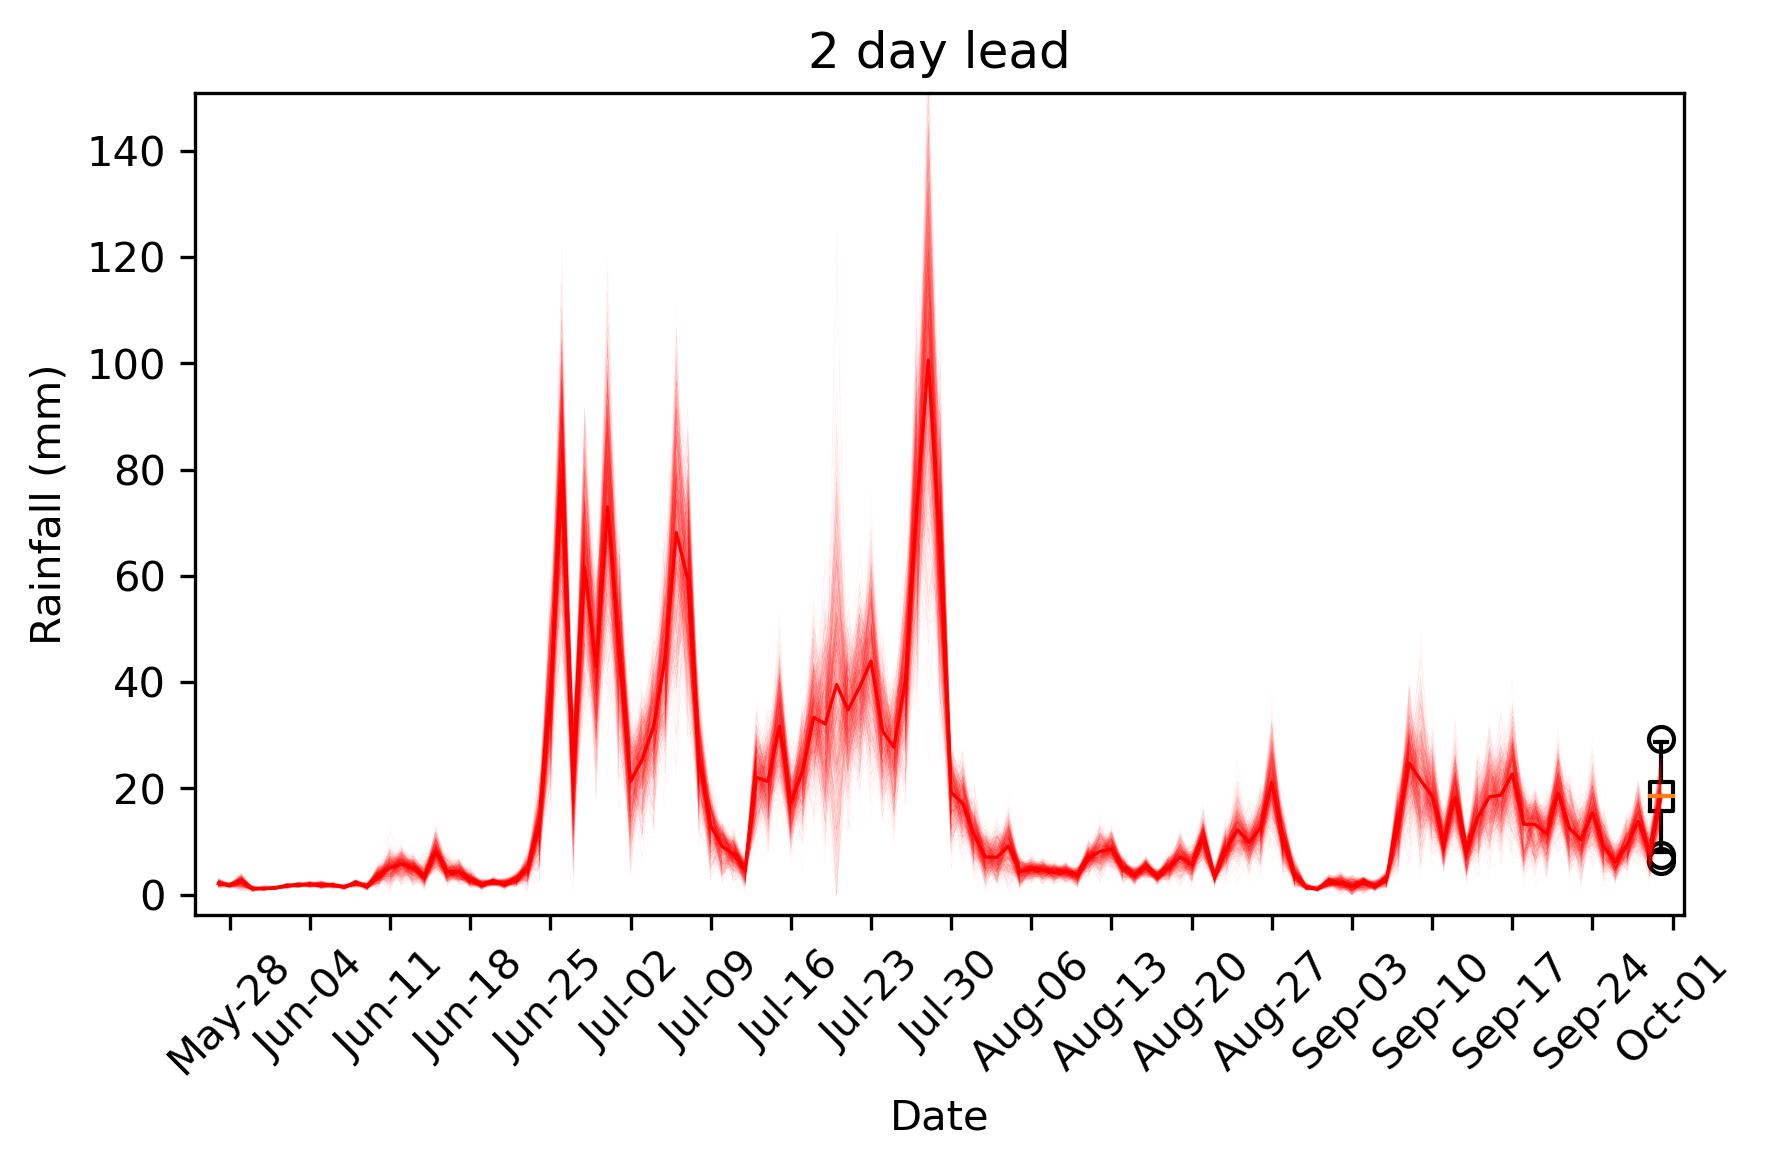 2 day lead
Rainfall (mm)
140
120
100
80
60
40
20
0
May-28
Jun-04
Jun-11
Jun-18
Jun-25
Jul-02
Jul-09
Jul-16
Jul-23
Jul-30
Aug-06
Aug-13
Aug-20
Aug-27
Sep-03
Sep-10
Sep-17
Sep-24
Oct-01
Date